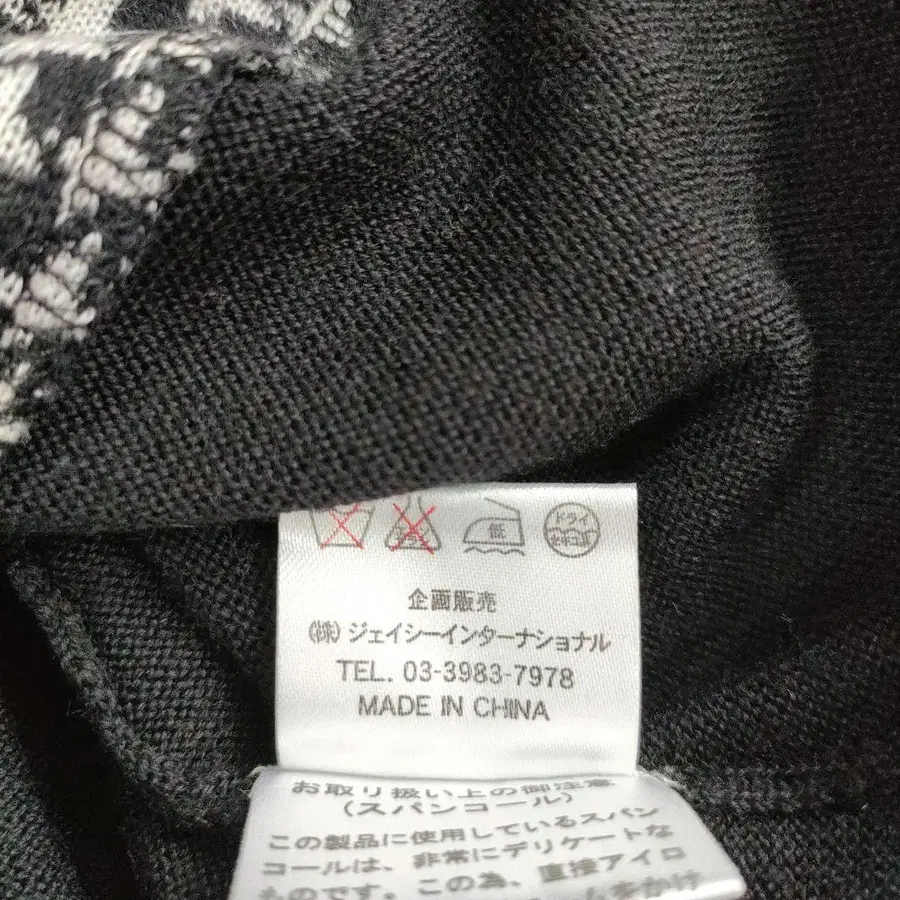 低 ドライ
企画販売
㈱ ジェイシーインターナショナル
TEL. 03-3983-7978
MADE IN CHINA
お取り扱い上の御注意
(スパンコール)
この製品に使用しているスパン
コールは、非常にデリケートな
ものです。この為、直接アイロ
をかけ